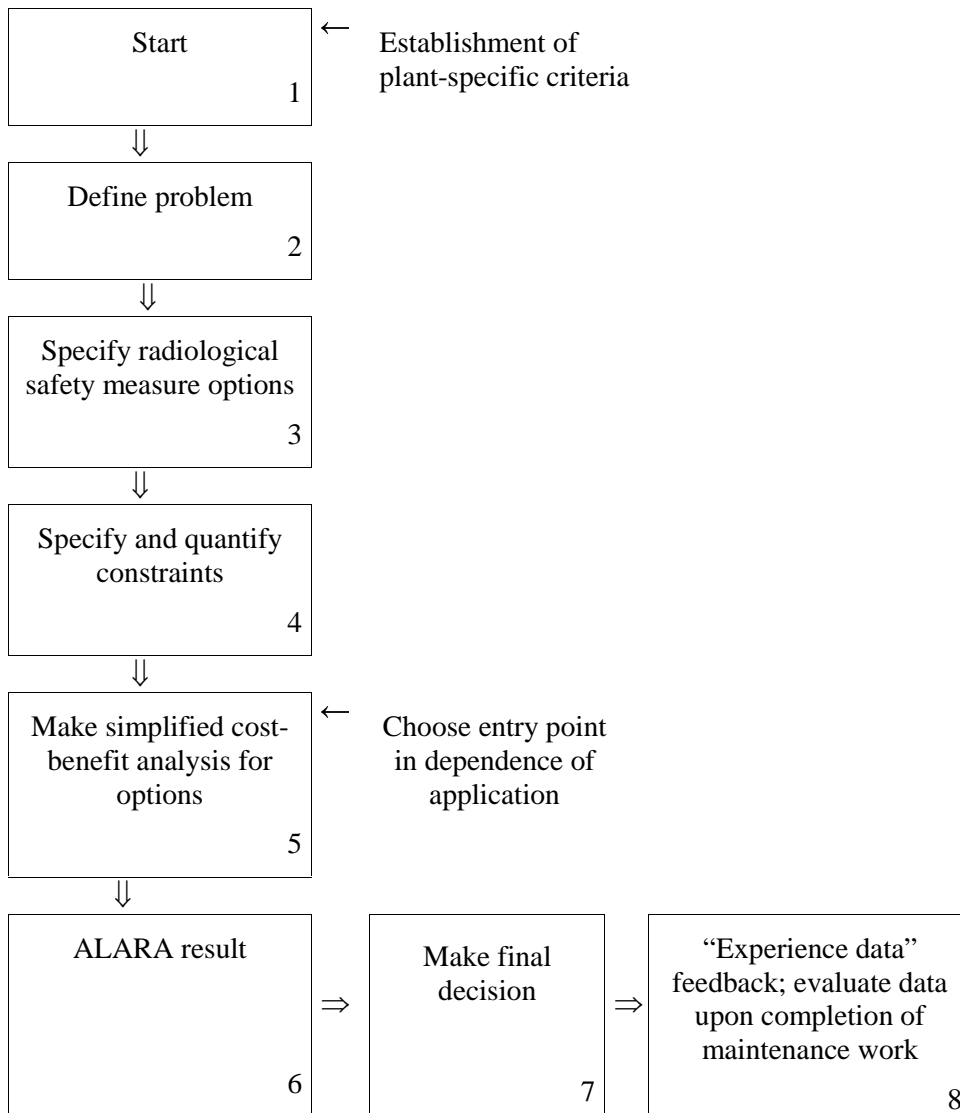 Start
1
← Establishment of
plant-specific criteria
⇓
Define problem
2
⇓
Specify radiological
safety measure options
3
⇓
Specify and quantify
constraints
4
⇓
Make simplified cost-
benefit analysis for
options
5
← Choose entry point
in dependence of
application
⇓
ALARA result
6
⇒
Make final
decision
7
⇒
“Experience data”
feedback; evaluate data
upon completion of
maintenance work
8